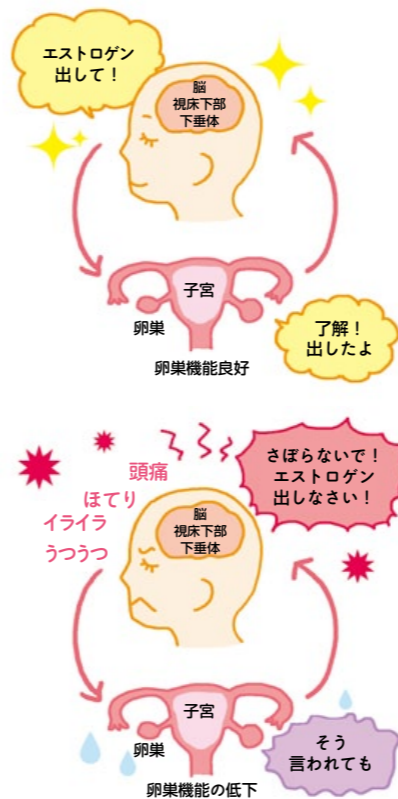 エストロゲン
出して！
脳
視床下部
下垂体
子宮
卵巣
了解！
出したよ
卵巣機能良好
さぼらないで！
エストロゲン
出しなさい！
頭痛
ほてり
イライラ
うつうつ
脳
視床下部
下垂体
子宮
卵巣
そう
言われても
卵巣機能の低下